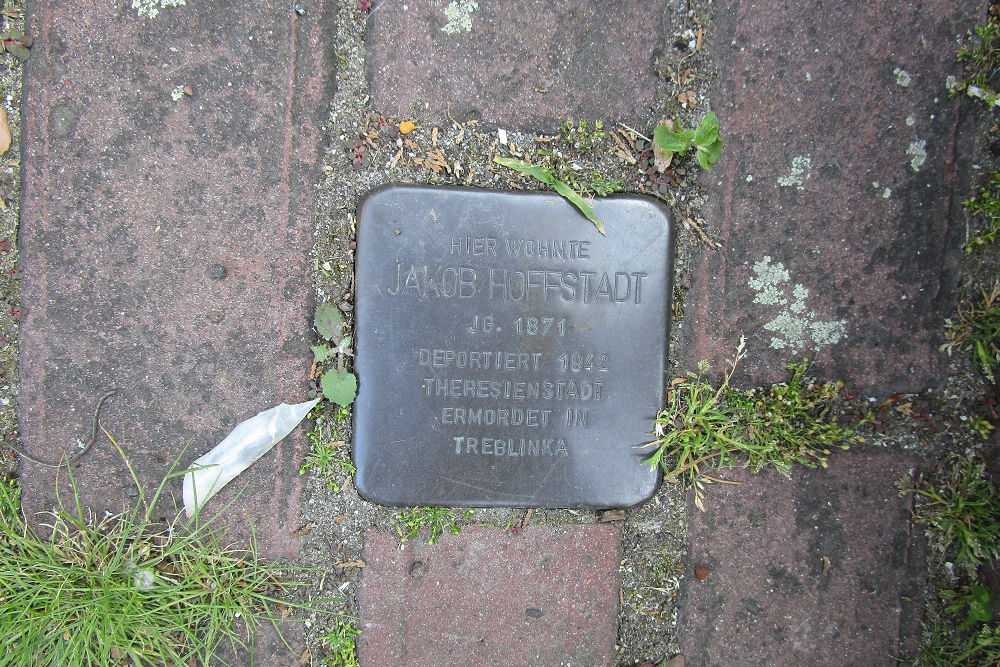 HIER WOHNTE
JAKOB HOFFSTADT
JG. 1871
DEPORTIERT 1942
THERESIENSTADT
ERMORDET IN
TREBLINKA